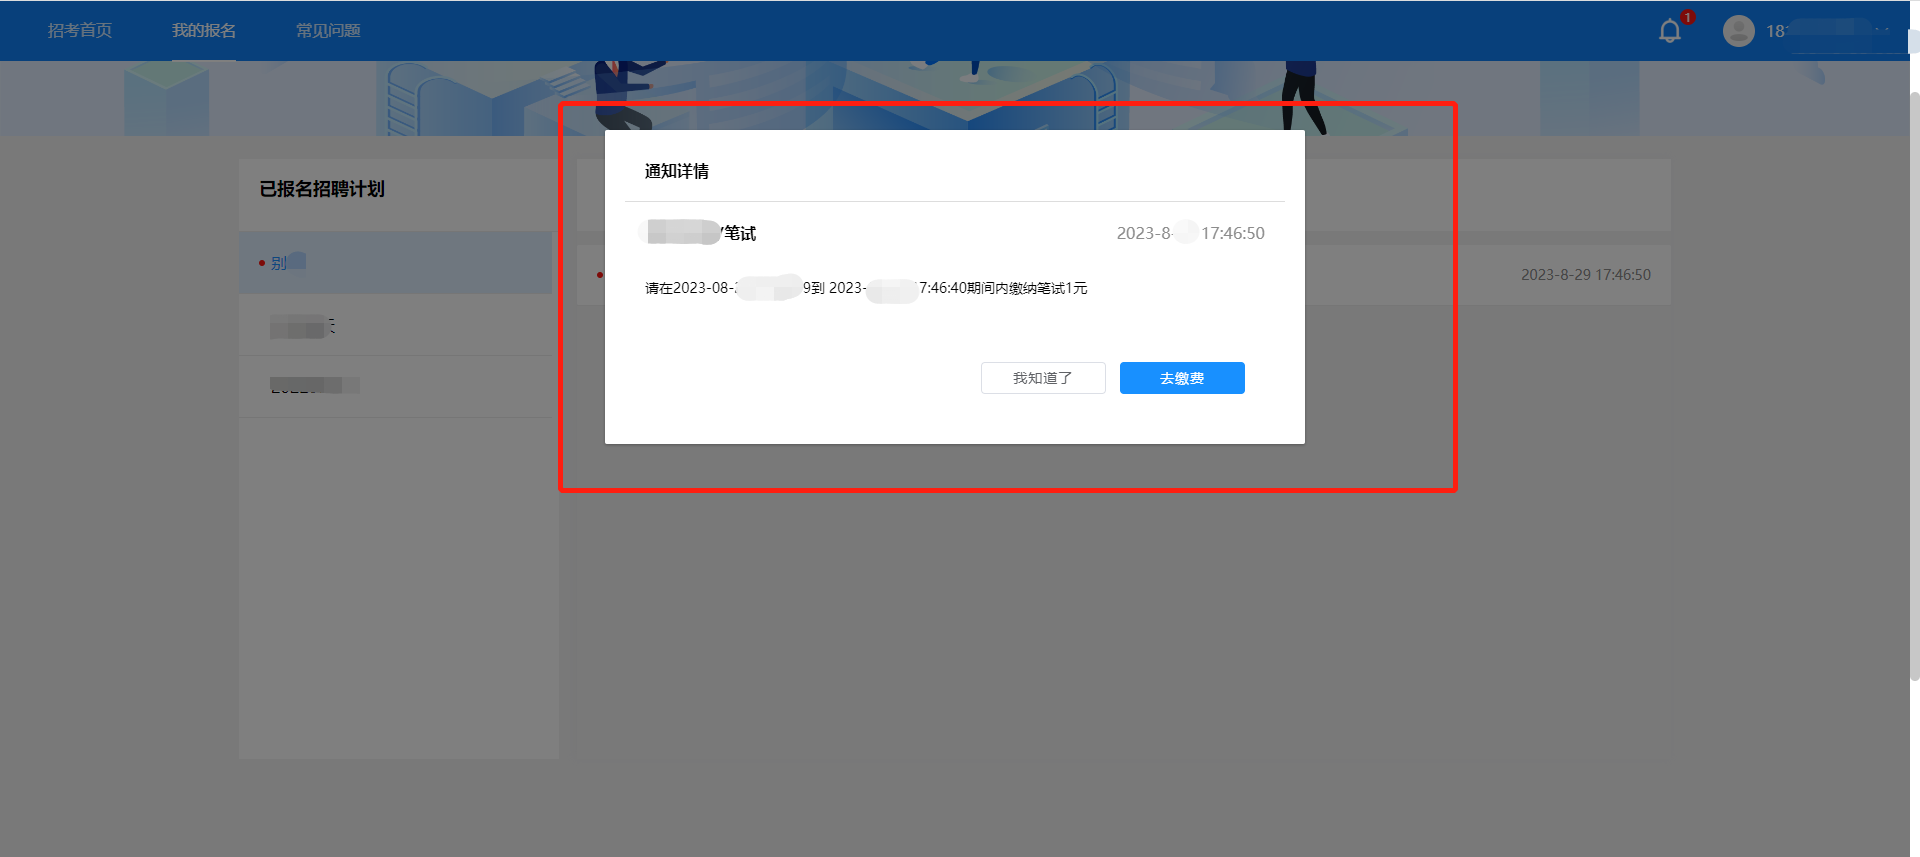 招考首页 我的报名 常见问题 1 18
已报名招聘计划
别
通知详情
笔试 2023-8- 17:46:50
请在2023-08- 9到 2023- 7:46:40期间内缴纳笔试1元
我知道了 去缴费
2023-8-29 17:46:50